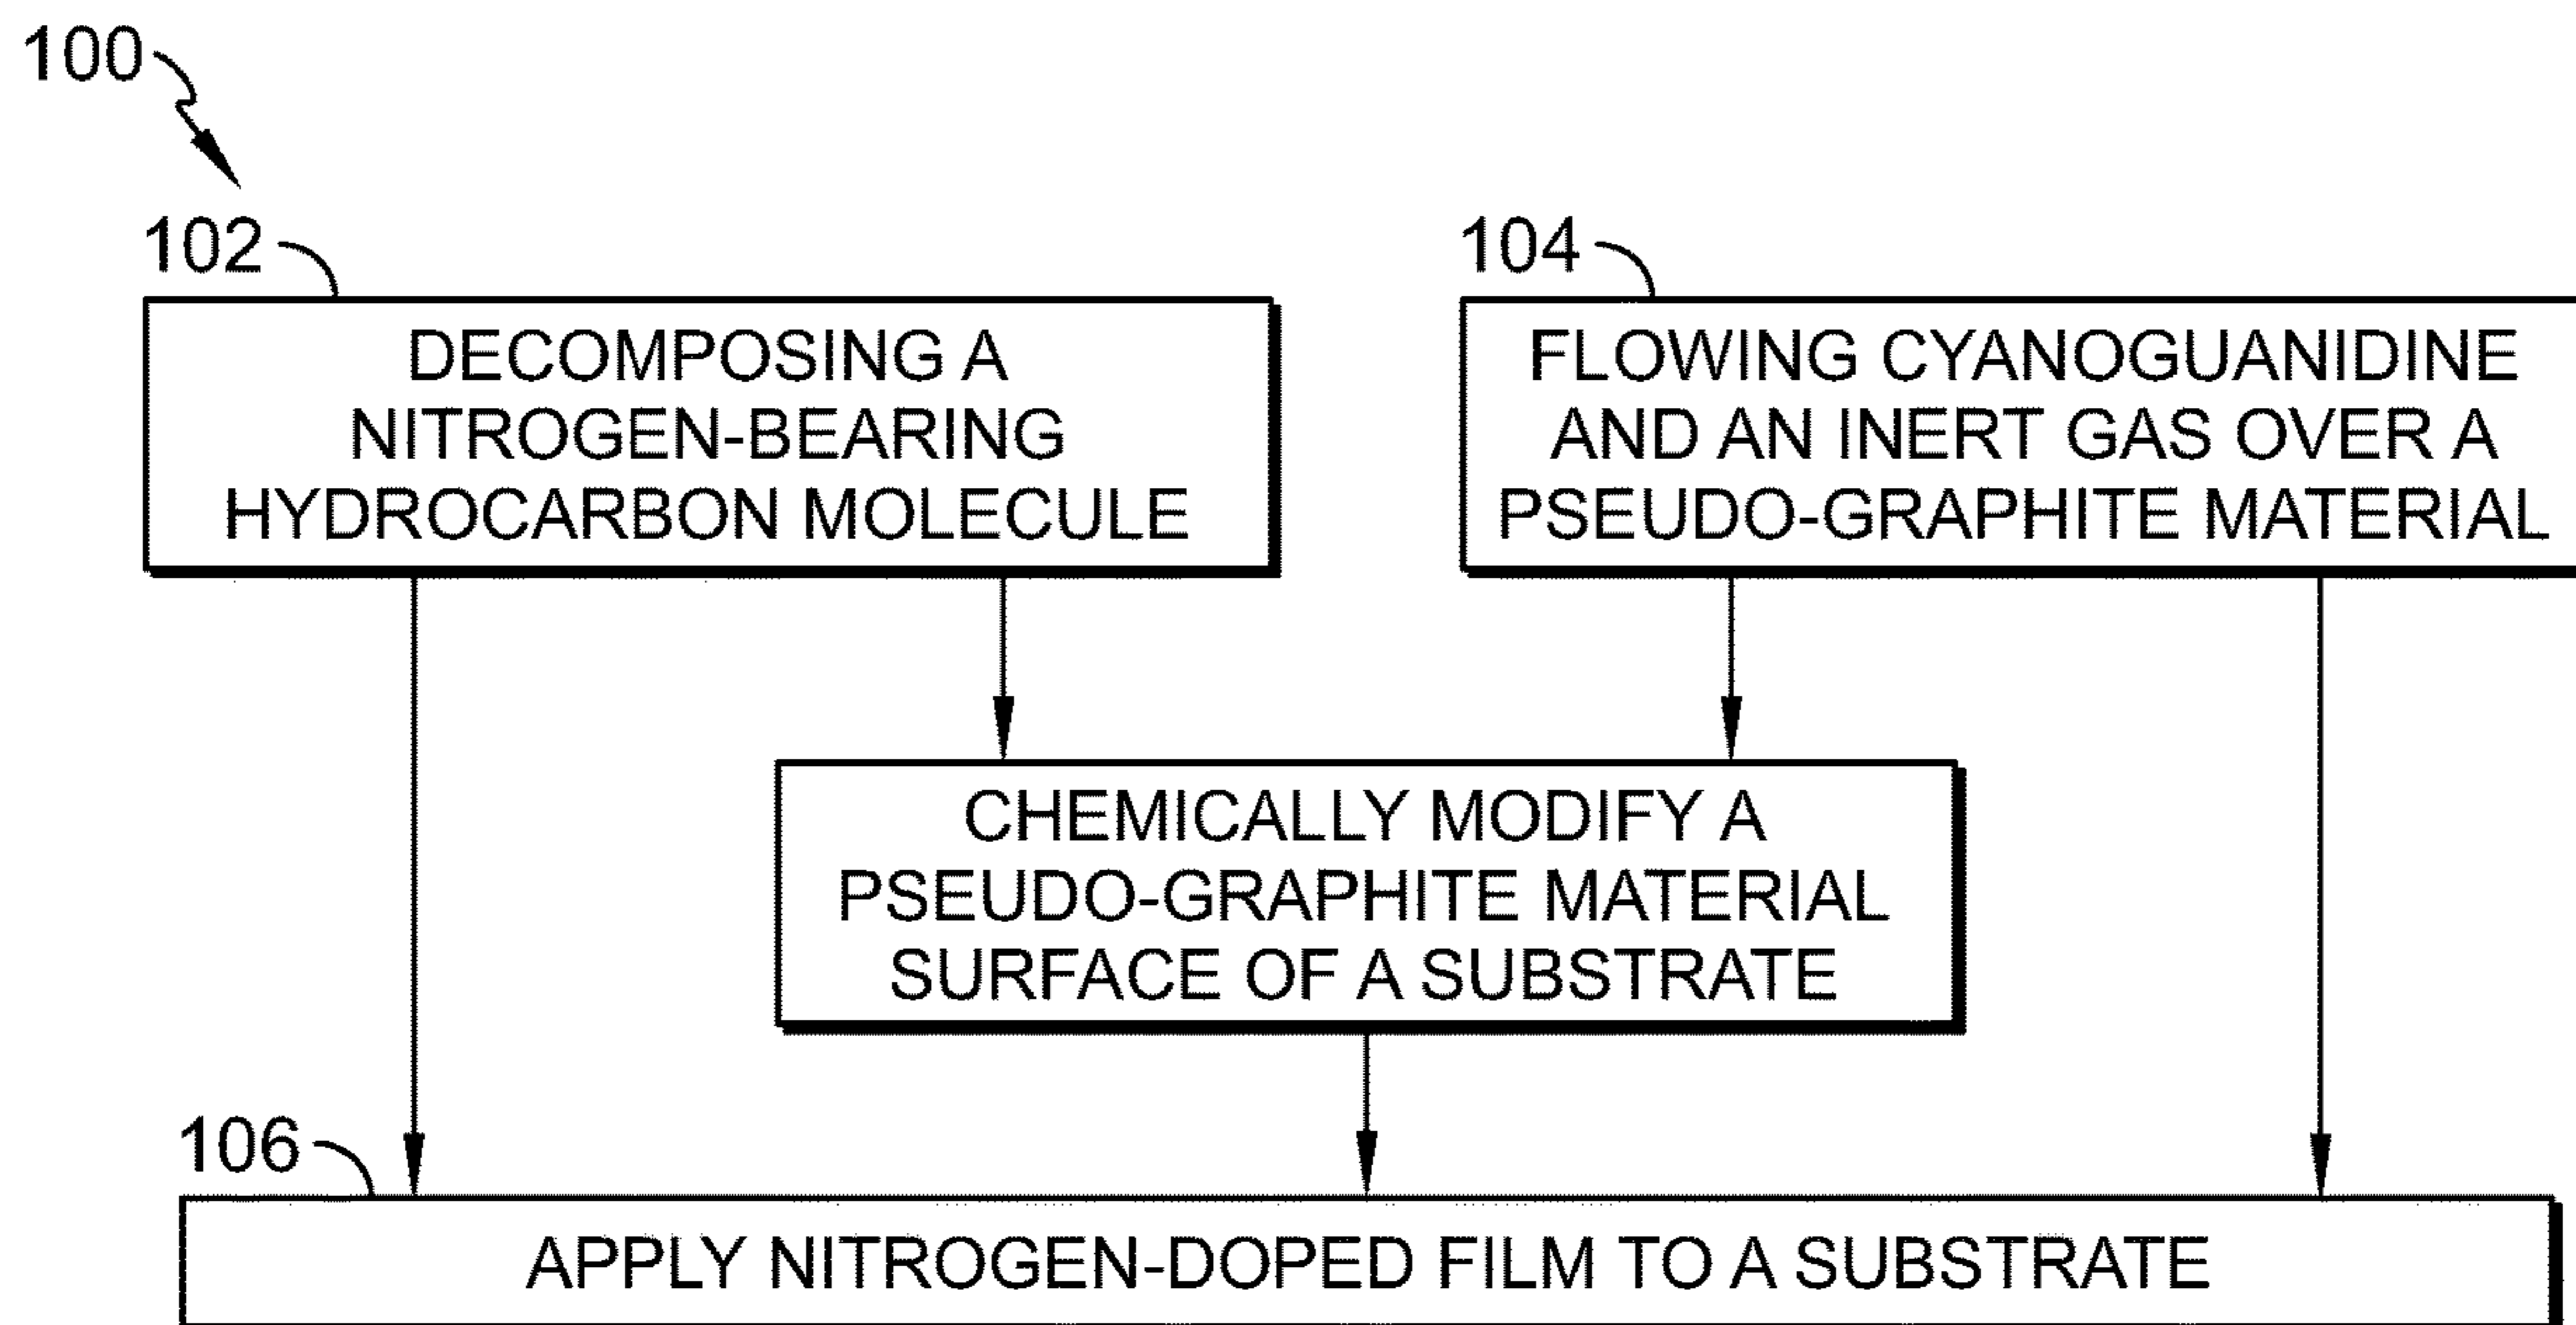 100
102
DECOMPOSING A
NITROGEN-BEARING
HYDROCARBON MOLECULE
104
FLOWING CYANOGUANIDINE
AND AN INERT GAS OVER A
PSEUDO-GRAPHITE MATERIAL
CHEMICALLY MODIFY A
PSEUDO-GRAPHITE MATERIAL
SURFACE OF A SUBSTRATE
106
APPLY NITROGEN-DOPED FILM TO A SUBSTRATE